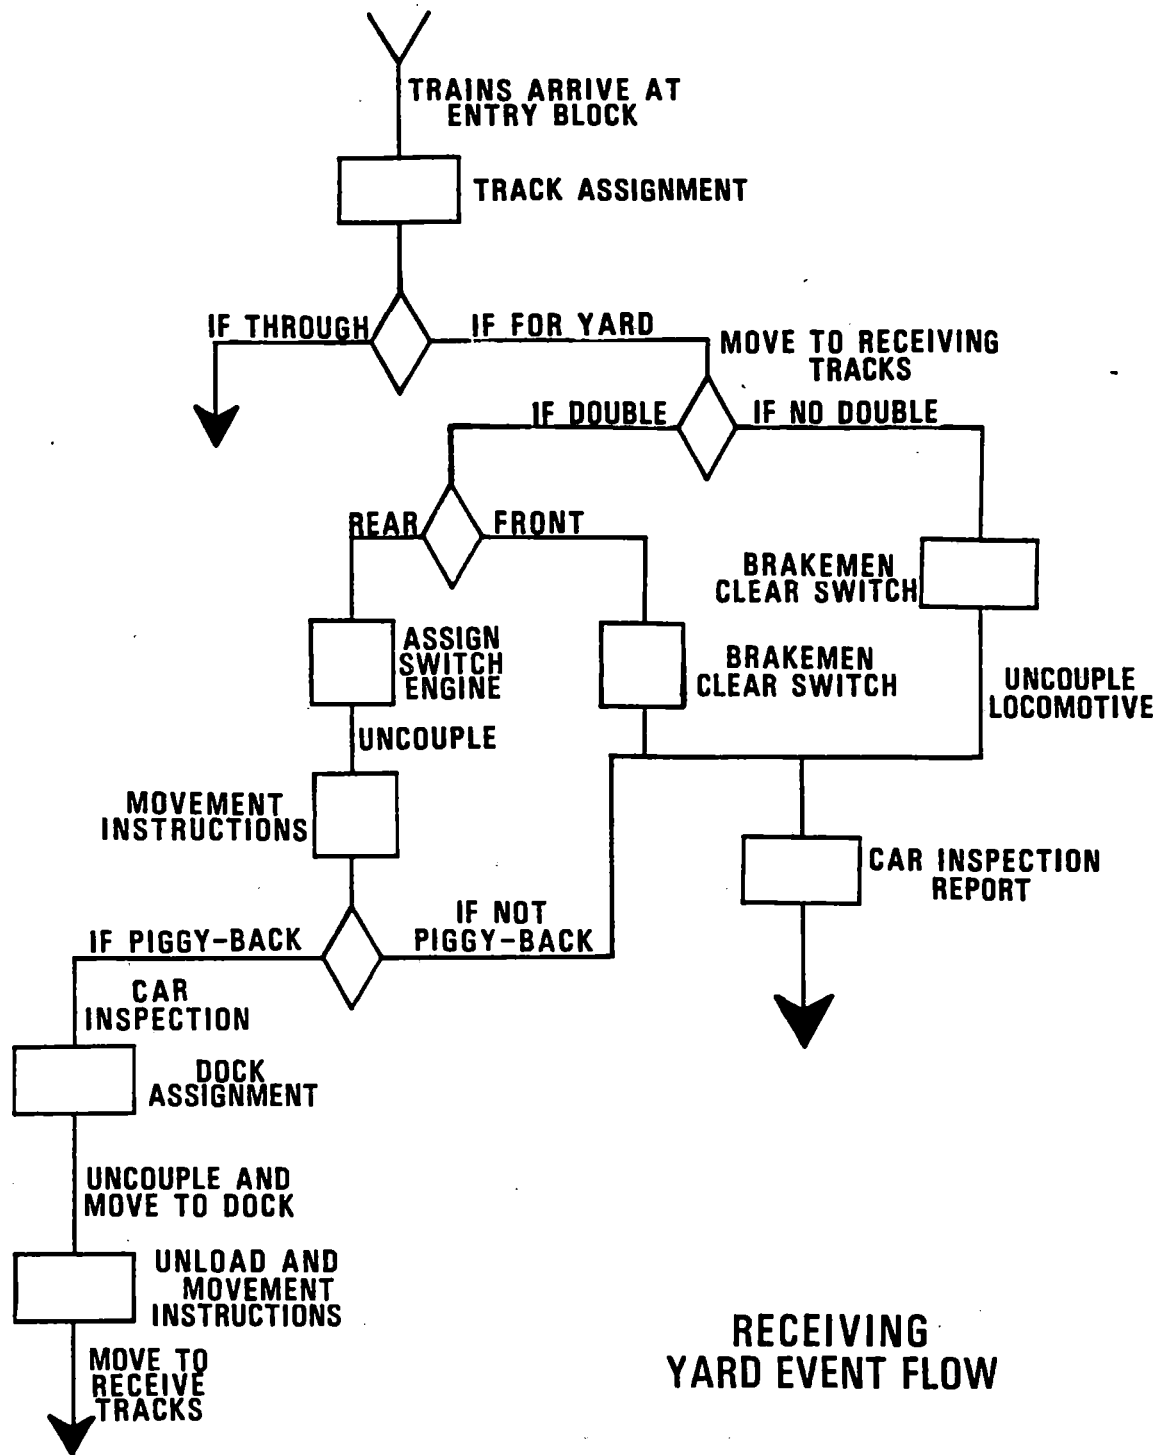 TRAINS ARRIVE AT
ENTRY BLOCK
TRACK ASSIGNMENT
IF THROUGH
IF FOR YARD
MOVE TO RECEIVING
TRACKS
IF DOUBLE
IF NO DOUBLE
REAR
FRONT
BRAKEMEN
CLEAR SWITCH
ASSIGN
SWITCH
ENGINE
BRAKEMEN
CLEAR SWITCH
UNCOUPLE
LOCOMOTIVE
UNCOUPLE
MOVEMENT
INSTRUCTIONS
CAR INSPECTION
REPORT
IF PIGGY-BACK
IF NOT
PIGGY-BACK
CAR
INSPECTION
DOCK
ASSIGNMENT
UNCOUPLE AND
MOVE TO DOCK
UNLOAD AND
MOVEMENT
INSTRUCTIONS
MOVE TO
RECEIVE
TRACKS
RECEIVING
YARD EVENT FLOW